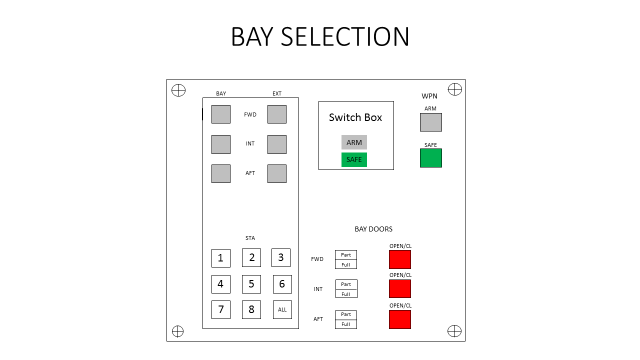 BAY SELECTION
BAY EXT
FWD
INT
AFT
STA
1 2 3
4 5 6
7 8 ALL
Switch Box
ARM
SAFE
WPN
ARM
SAFE
BAY DOORS
OPEN/CL
FWD Part
Full
OPEN/CL
INT Part
Full
OPEN/CL
AFT Part
Full